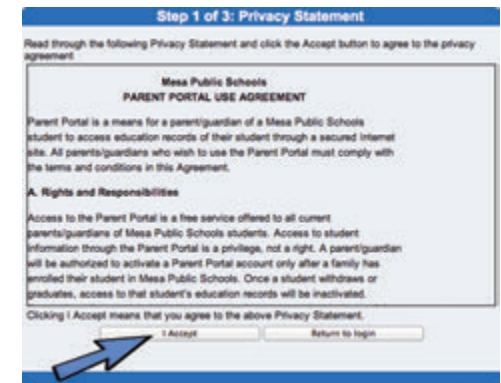 Step 1 of 3: Privacy Statement
Read through the following Privacy Statement and click the Accept button to agree to the privacy
agreement
Mesa Public Schools
PARENT PORTAL USE AGREEMENT
Parent Portal is a means for a parent/guardian of a Mesa Public Schools
student to access education records of their student through a secured Internet
site. All parents/guardians who wish to use the Parent Portal must comply with
the terms and conditions in this Agreement.
A. Rights and Responsibilities
Access to the Parent Portal is a free service offered to all current
parents/guardians of Mesa Public Schools students. Access to student
information through the Parent Portal is a privilege, not a right. A parent/guardian
will be authorized to activate a Parent Portal account only after a family has
enrolled their student in Mesa Public Schools. Once a student withdraws or
graduates, access to that student's education records will be inactivated.
Clicking I Accept means that you agree to the above Privacy Statement.
I Accept
Return to login